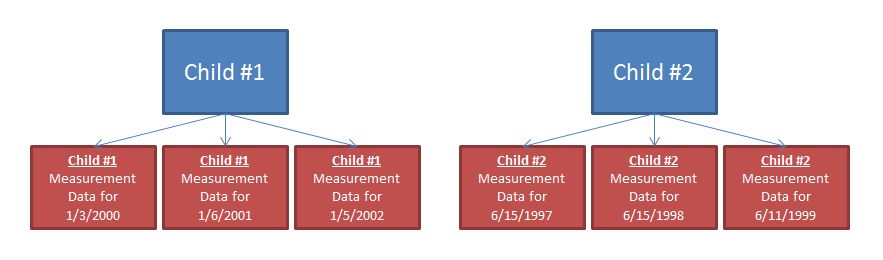 Child #1
Child #2
Child #1
Measurement
Data for
1/3/2000
Child #1
Measurement
Data for
1/6/2001
Child #1
Measurement
Data for
1/5/2002
Child #2
Measurement
Data for
6/15/1997
Child #2
Measurement
Data for
6/15/1998
Child #2
Measurement
Data for
6/11/1999